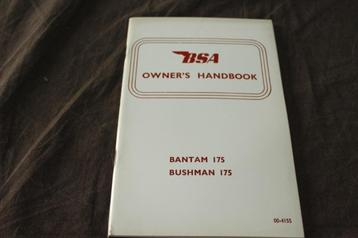 BSA
OWNER'S HANDBOOK
BANTAM 175
BUSHMAN 175
00-4155